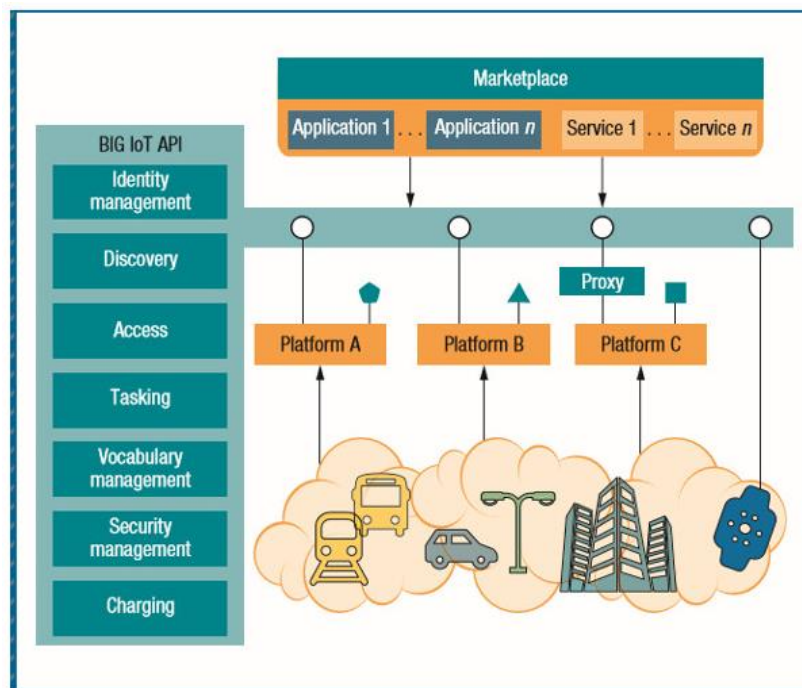 Marketplace
Application 1 . . . Application n Service 1 . . . Service n
BIG IoT API
Identity
management
Discovery
Access
Tasking
Vocabulary
management
Security
management
Charging
Proxy
Platform A
Platform B
Platform C